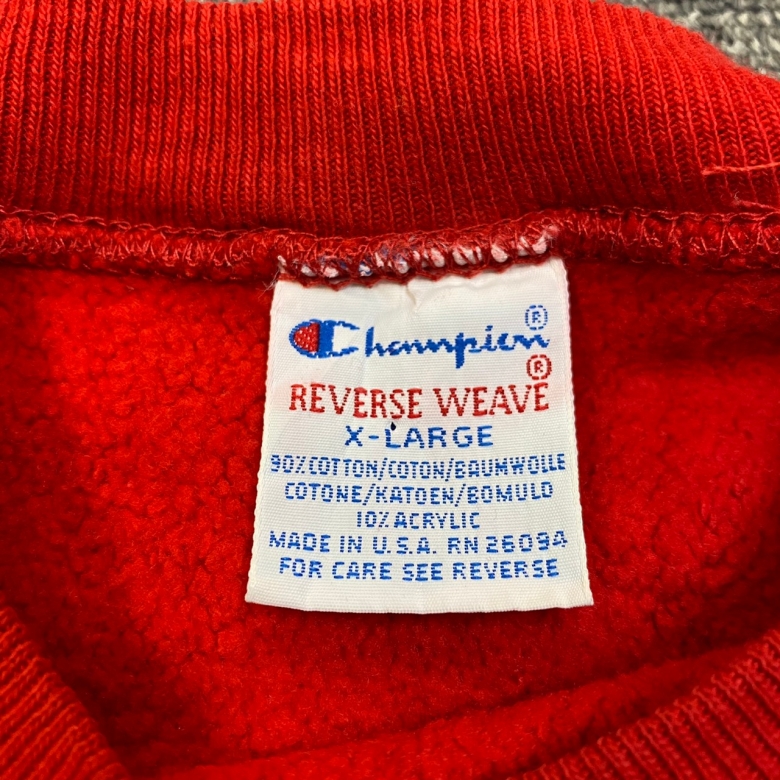 Champion ®
REVERSE WEAVE ®
X-LARGE
90% COTTON/COTON/BAUMWOLLE
COTONE/KATOEN/BOMULD
10% ACRYLIC
MADE IN U.S.A. RN 26094
FOR CARE SEE REVERSE